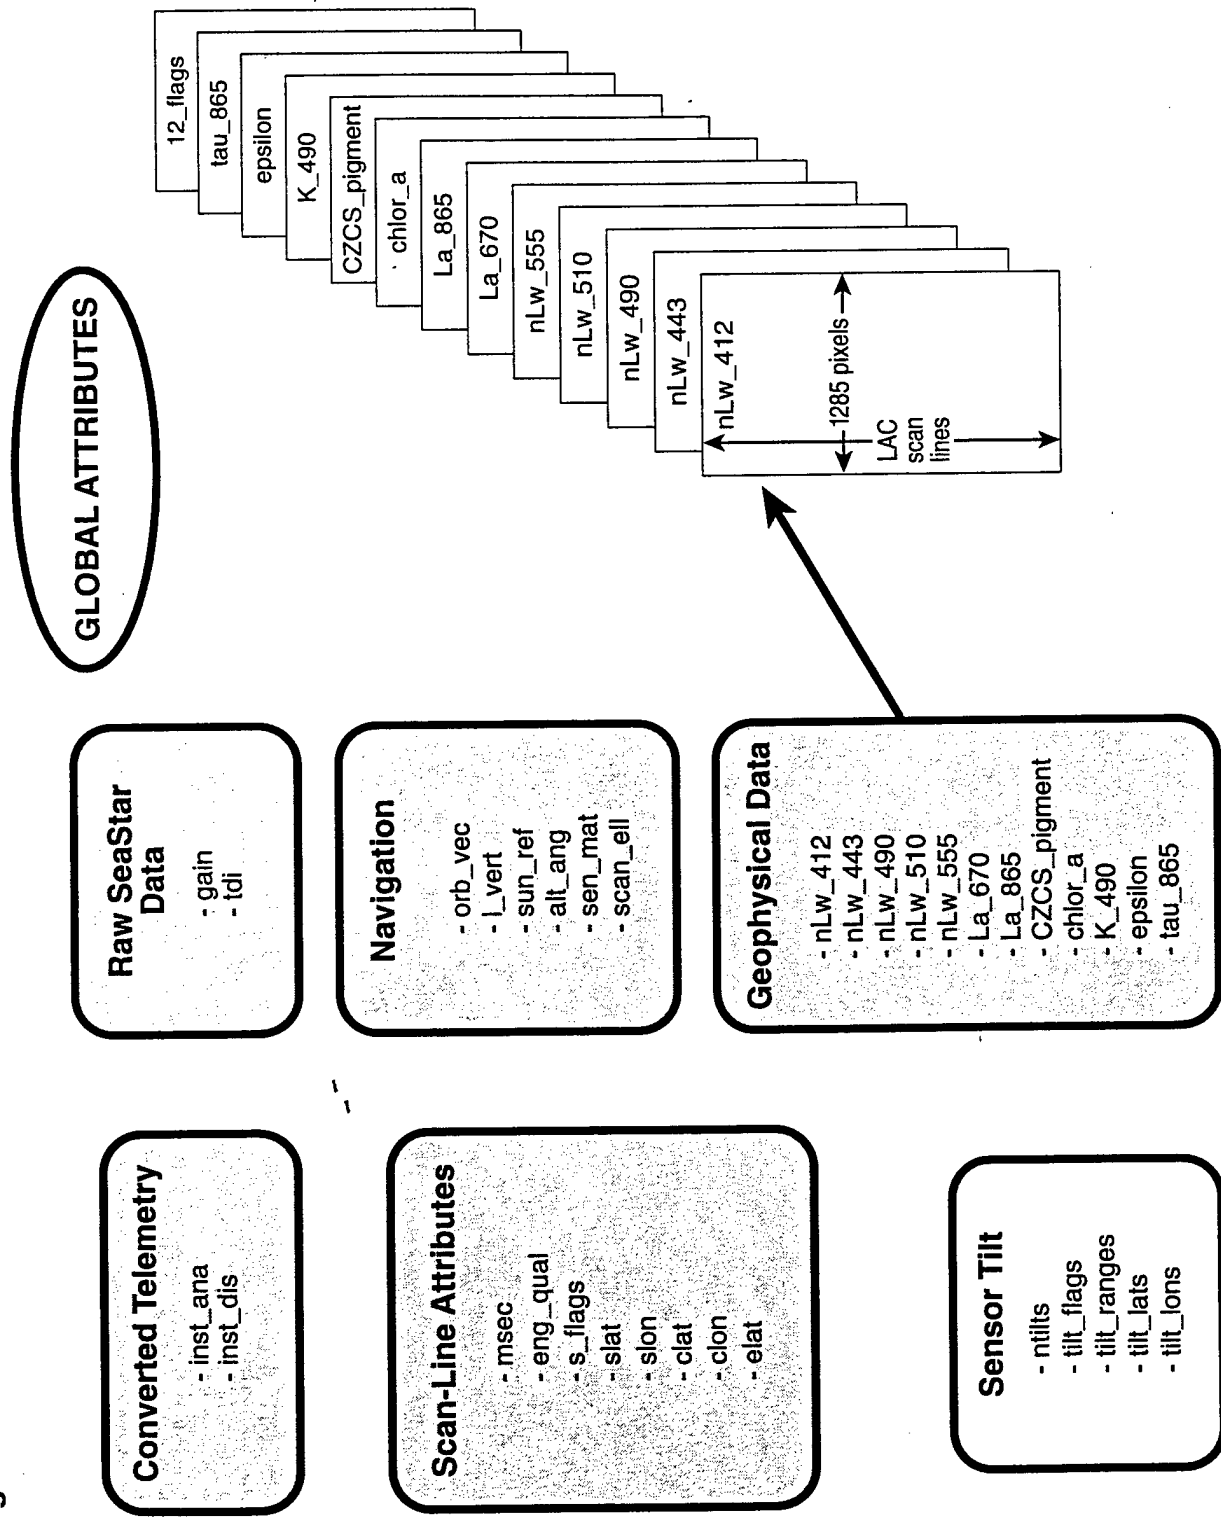 GLOBAL ATTRIBUTES
Converted Telemetry
- inst_ana
- inst_dis
Raw SeaStar
Data
- gain
- tdi
Scan-Line Attributes
- msec
- eng_qual
- s_flags
- slat
- slon
- clat
- clon
- elat
Navigation
- orb_vec
- l_vert
- sun_ref
- alt_ang
- sen_mat
- scan_ell
Sensor Tilt
- ntilts
- tilt_flags
- tilt_ranges
- tilt_lats
- tilt_lons
Geophysical Data
- nLw_412
- nLw_443
- nLw_490
- nLw_510
- nLw_555
- La_670
- La_865
- CZCS_pigment
- chlor_a
- K_490
- epsilon
- tau_865
12_flags
tau_865
epsilon
K_490
CZCS_pigment
chlor_a
La_865
La_670
nLw_555
nLw_510
nLw_490
nLw_443
nLw_412
1285 pixels
LAC
scan
lines